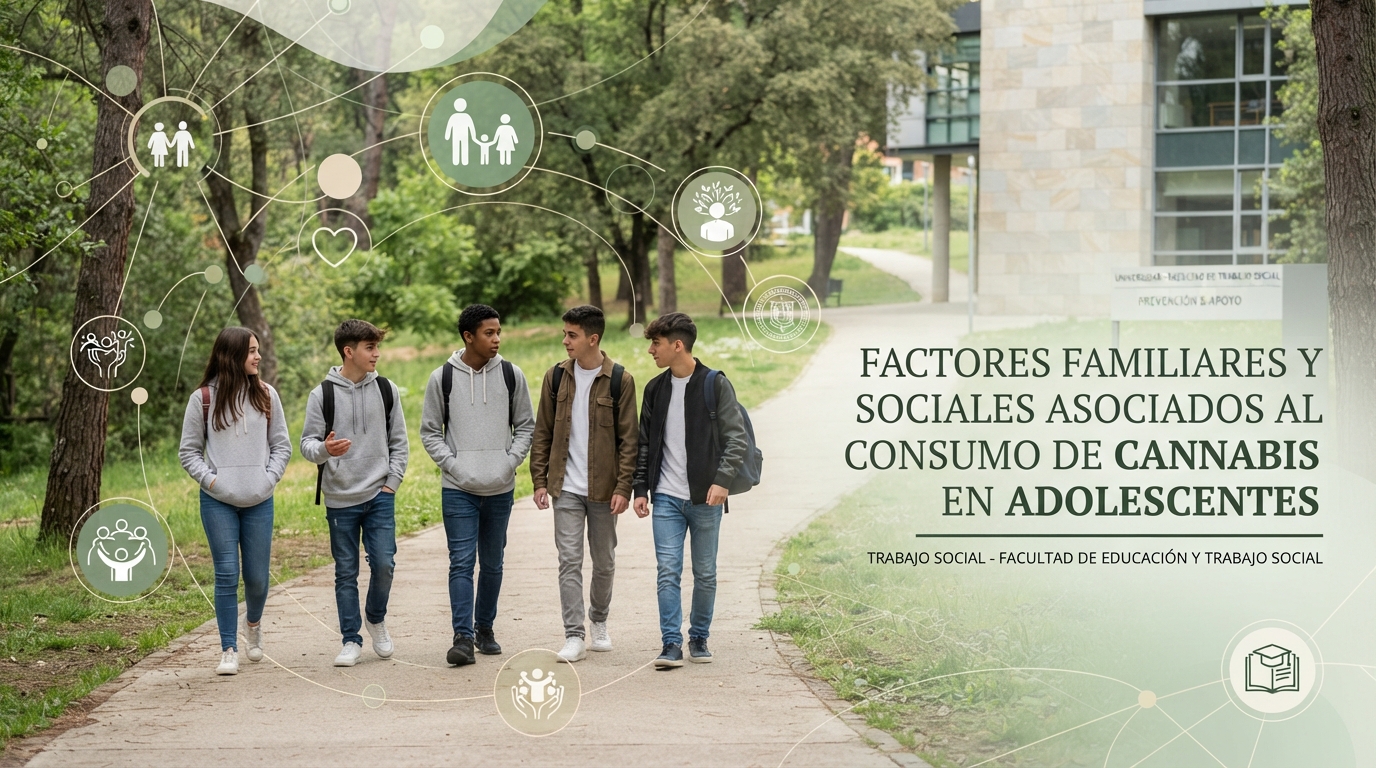 PREVENCIÓN & APOYO
FACTORES FAMILIARES Y
SOCIALES ASOCIADOS AL
CONSUMO DE CANNABIS
EN ADOLESCENTES
TRABAJO SOCIAL - FACULTAD DE EDUCACIÓN Y TRABAJO SOCIAL